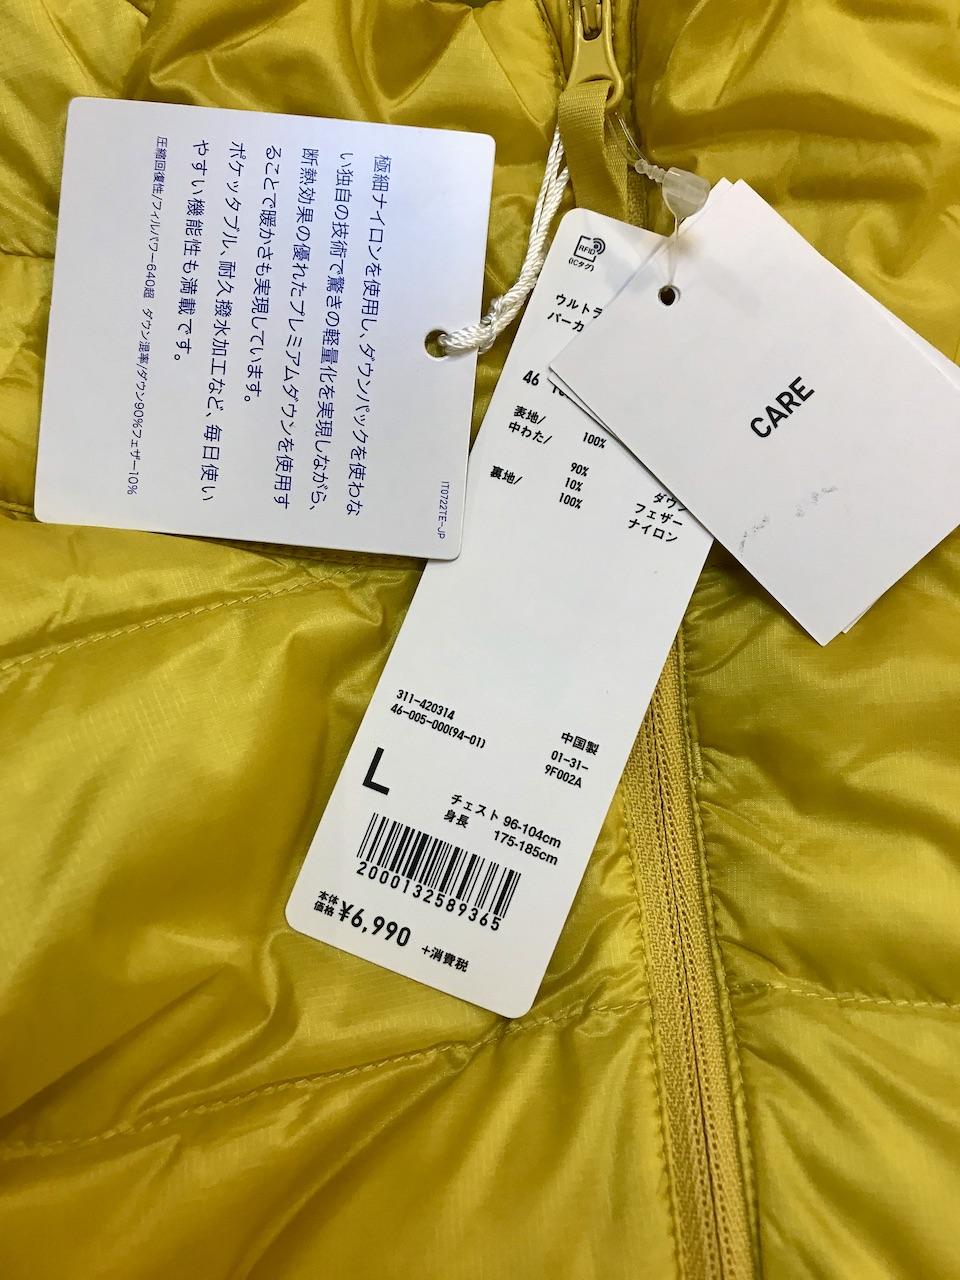 極細ナイロンを使用し、ダウンパックを使わな
い独自の技術で驚きの軽量化を実現しながら、
断熱効果の優れたプレミアムダウンを使用す
ることで暖かさも実現しています。
ポケッタブル、耐久撥水加工など、毎日使い
やすい機能性も満載です。
圧縮回復性/フィルパワー640超 ダウン混率/ダウン90%フェザー10%
IT0722TE-JP
RFID
(ICタグ)
ウルトラ
パーカ
46
表地/ 100%
中わた/ 90% ダウン
10% フェザー
裏地/ 100% ナイロン
311-420314
46-005-000(94-01)
中国製
01-31-
9F002A
L
チェスト 96-104cm
身長 175-185cm
2000132589365
本体
価格 ¥6,990 +消費税
CARE